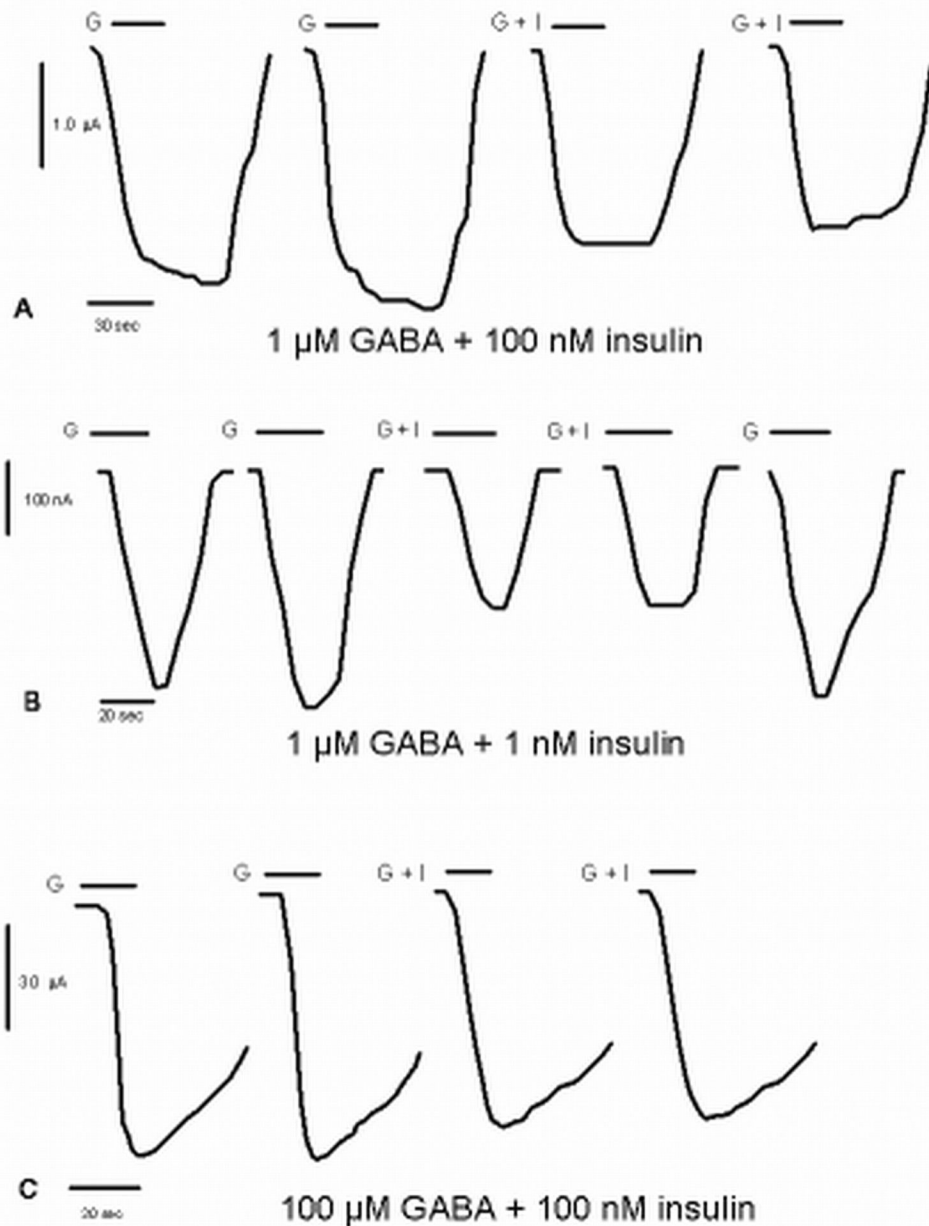 G G G + I G + I
1.0 µA
A
30 sec
1 µM GABA + 100 nM insulin
G G G + I G + I G
100 nA
B
20 sec
1 µM GABA + 1 nM insulin
G G G + I G + I
30 µA
C
20 sec
100 µM GABA + 100 nM insulin